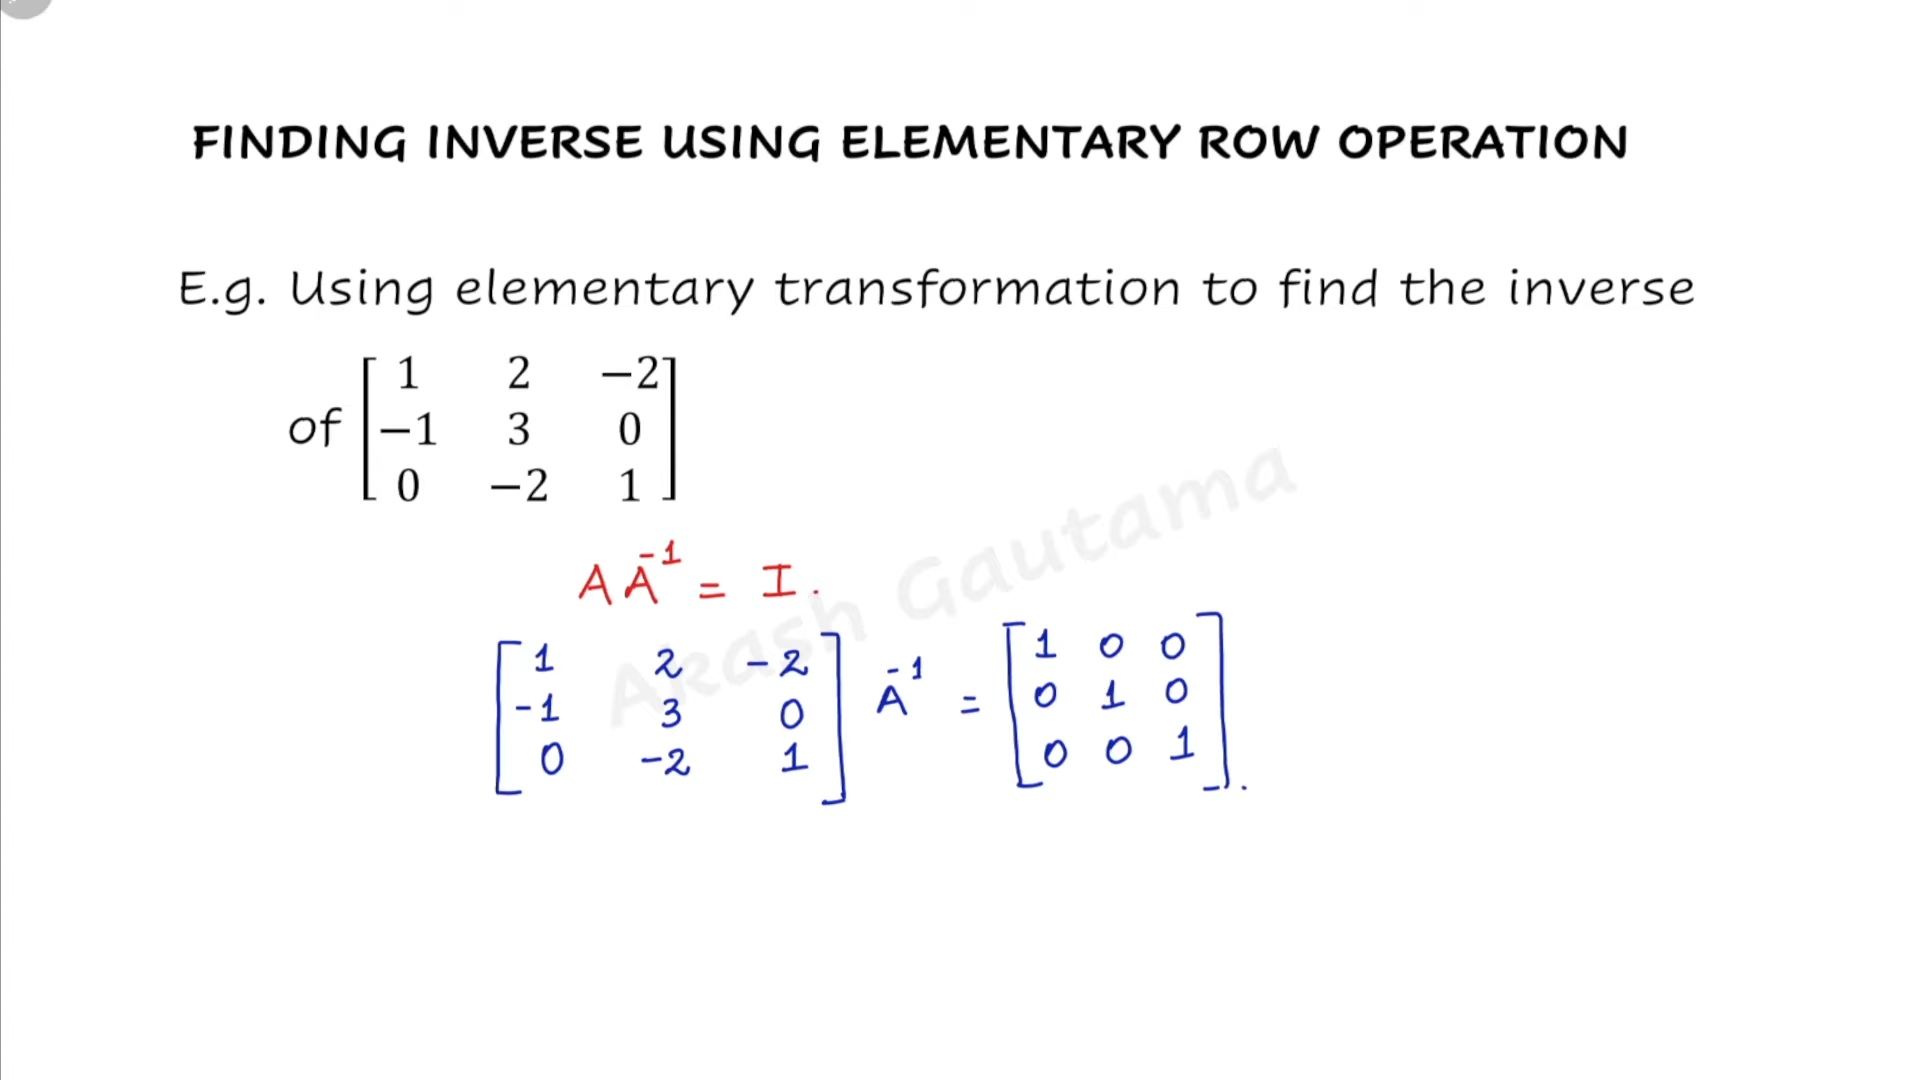 FINDING INVERSE USING ELEMENTARY ROW OPERATION
E.g. Using elementary transformation to find the inverse
of [1 2 −2
−1 3 0
0 −2 1]
A A⁻¹ = I.
[1 2 -2
-1 3 0
0 -2 1] A⁻¹ = [1 0 0
0 1 0
0 0 1].
Akash Gautama